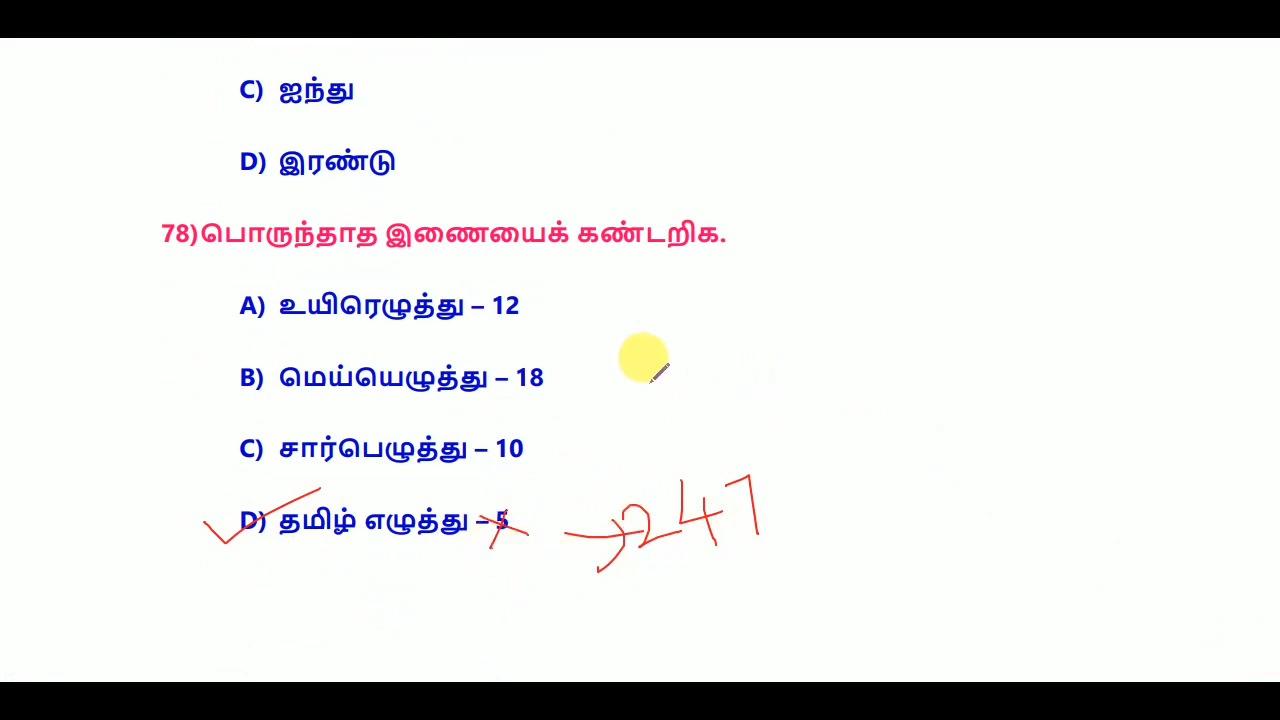 C) ஐந்து
D) இரண்டு
78)பொருந்தாத இணையைக் கண்டறிக.
A) உயிரெழுத்து – 12
B) மெய்யெழுத்து – 18
C) சார்பெழுத்து – 10
D) தமிழ் எழுத்து – 5 → 247